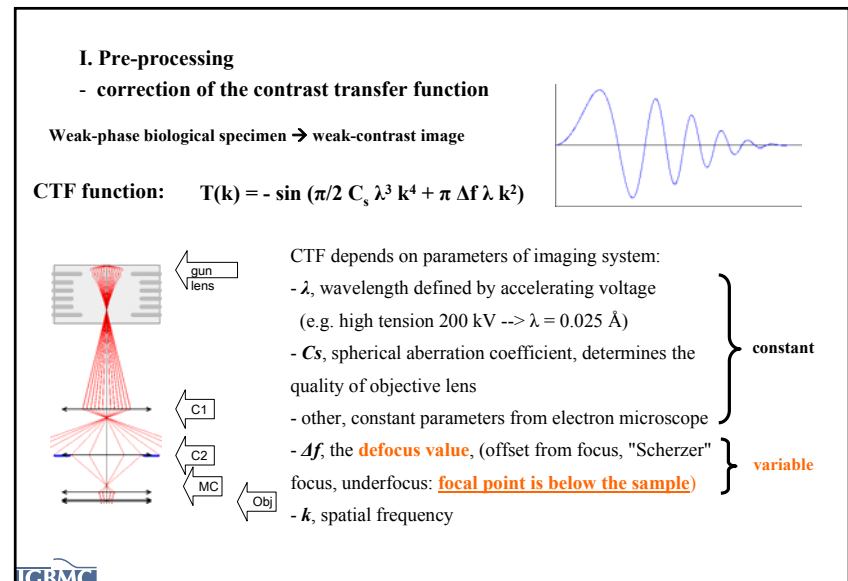 I. Pre-processing
- correction of the contrast transfer function
Weak-phase biological specimen → weak-contrast image
CTF function: T(k) = - sin (π/2 Cs λ³ k⁴ + π Δf λ k²)
gun
lens
C1
C2
MC
Obj
CTF depends on parameters of imaging system:
- λ, wavelength defined by accelerating voltage
(e.g. high tension 200 kV --> λ = 0.025 Å)
- Cs, spherical aberration coefficient, determines the
quality of objective lens
- other, constant parameters from electron microscope
- Δf, the defocus value, (offset from focus, "Scherzer"
focus, underfocus: focal point is below the sample)
- k, spatial frequency
constant
variable
IGBMC